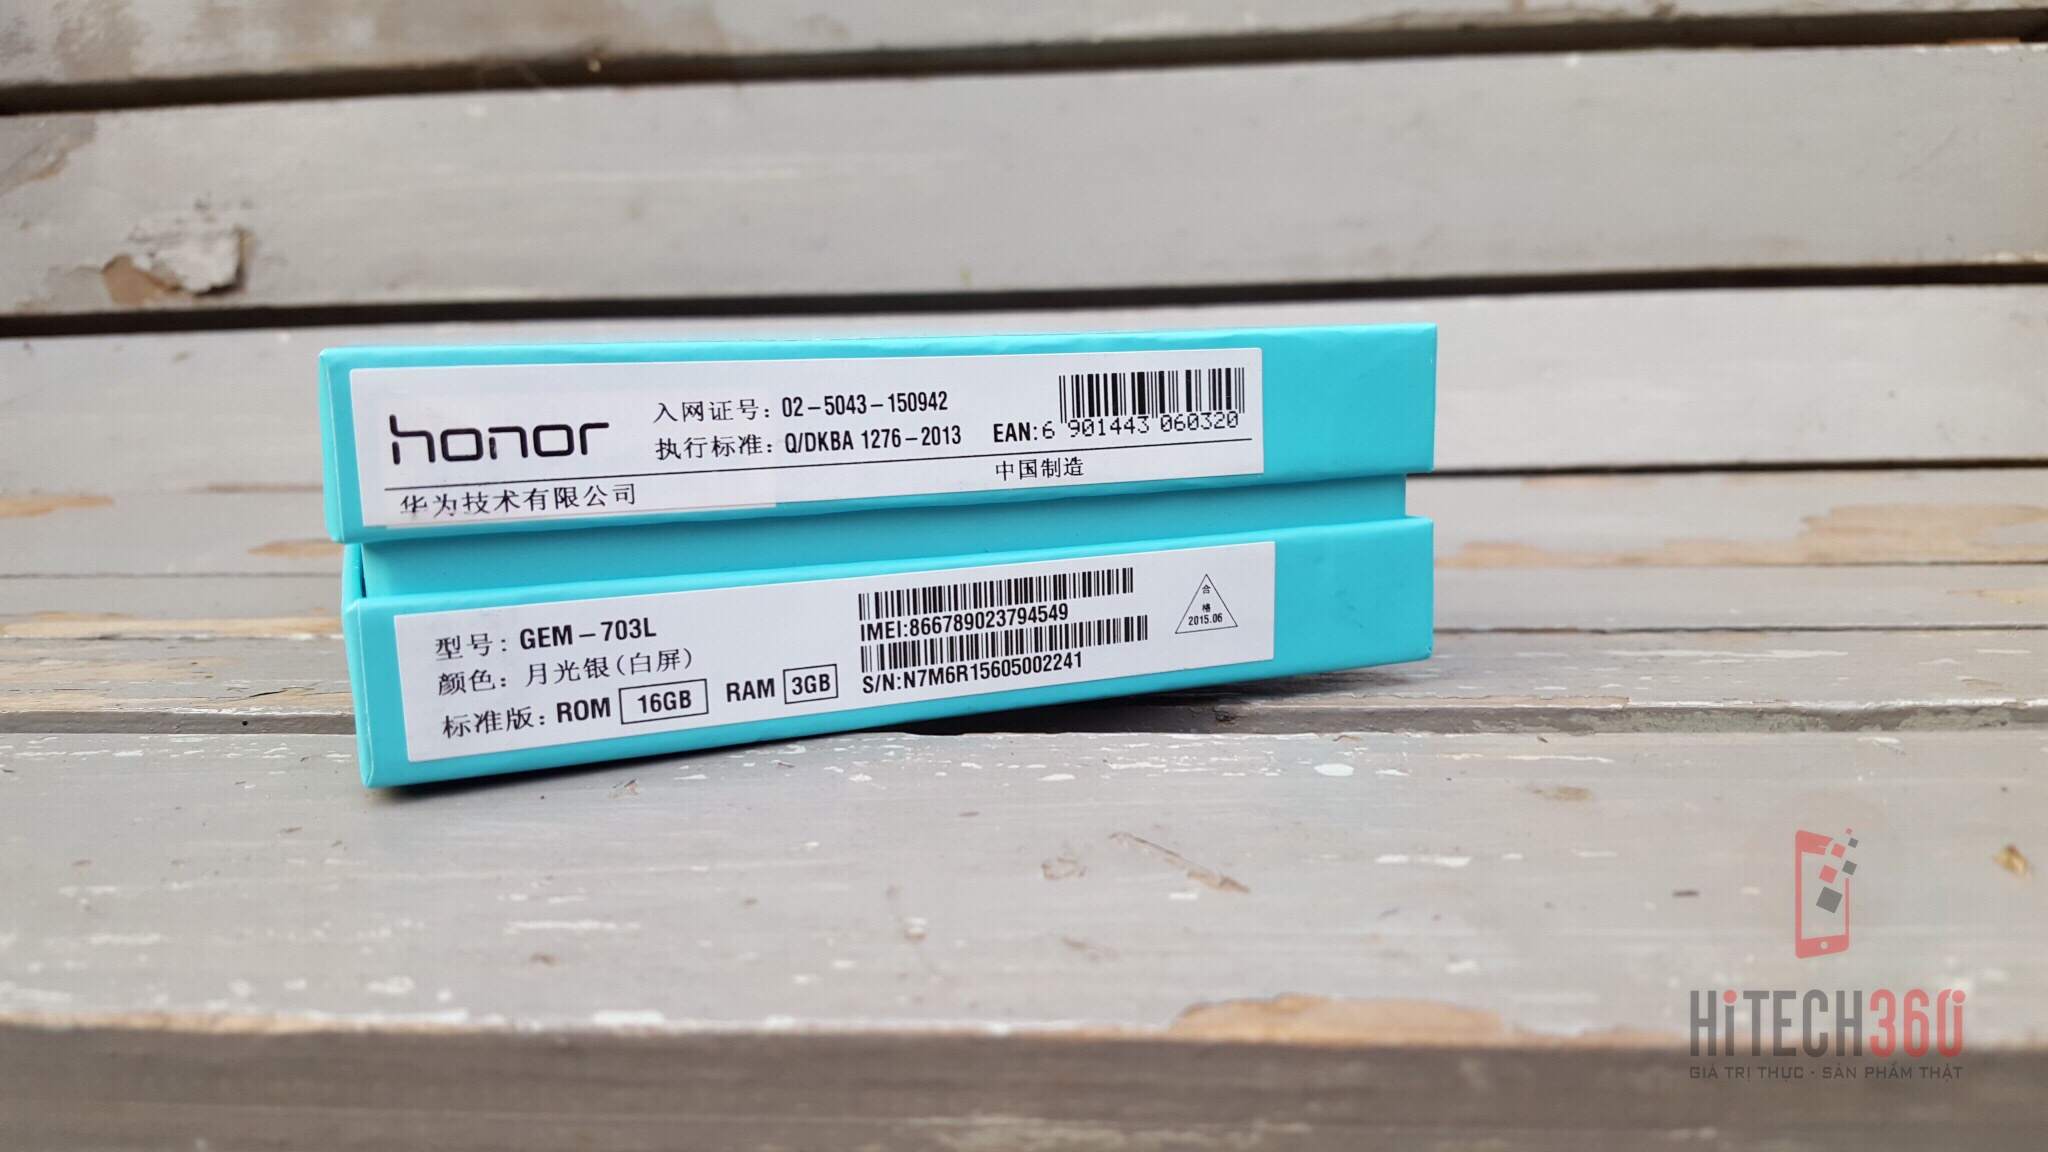 honor
入网证号: 02-5043-150942
执行标准: Q/DKBA 1276-2013
EAN: 6 901443 060320
华为技术有限公司
中国制造
型号: GEM-703L
颜色: 月光银(白屏)
标准版: ROM 16GB RAM 3GB
IMEI:866789023794549
S/N:N7M6R15605002241
合
格
2015.06
HiTECH360
GIÁ TRỊ THỰC · SẢN PHẨM THẬT